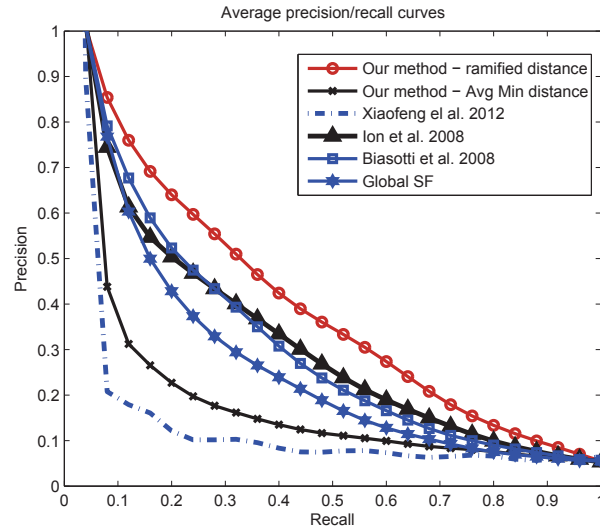 Average precision/recall curves
Precision
1
0.9
0.8
0.7
0.6
0.5
0.4
0.3
0.2
0.1
0
Our method − ramified distance
Our method − Avg Min distance
Xiaofeng el al. 2012
Ion et al. 2008
Biasotti et al. 2008
Global SF
0 0.1 0.2 0.3 0.4 0.5 0.6 0.7 0.8 0.9 1
Recall